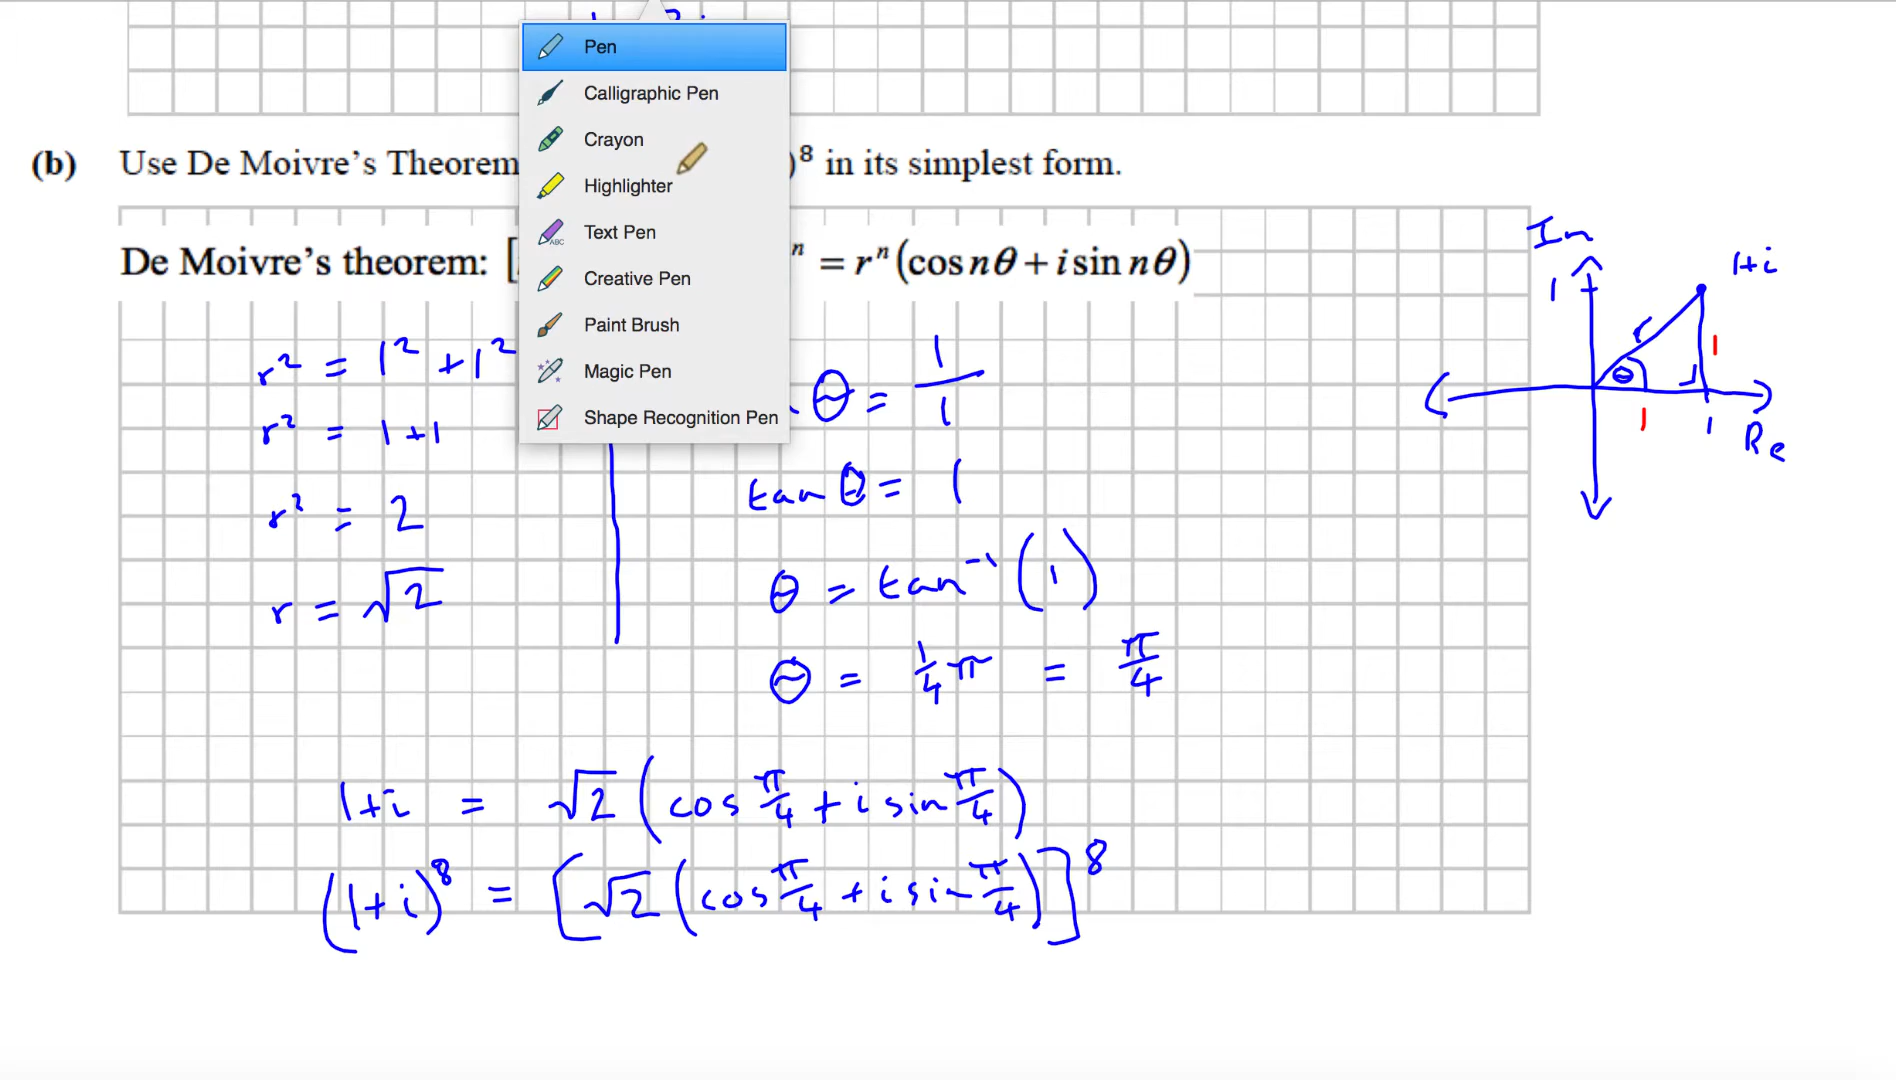 Pen
Calligraphic Pen
Crayon
Highlighter
Text Pen
Creative Pen
Paint Brush
Magic Pen
Shape Recognition Pen
(b) Use De Moivre's Theorem )⁸ in its simplest form.
De Moivre's theorem: [ ⁿ = rⁿ(cos nθ + i sin nθ)
r² = 1² + 1²
r² = 1 + 1
r² = 2
r = √2
θ = 1/1
tan θ = 1
θ = tan⁻¹ (1)
θ = 1/4 π = π/4
1+i = √2 (cos π/4 + i sin π/4)
(1+i)⁸ = [√2 (cos π/4 + i sin π/4)]⁸
Im
1+i
1
r
1
θ
1
1
Re